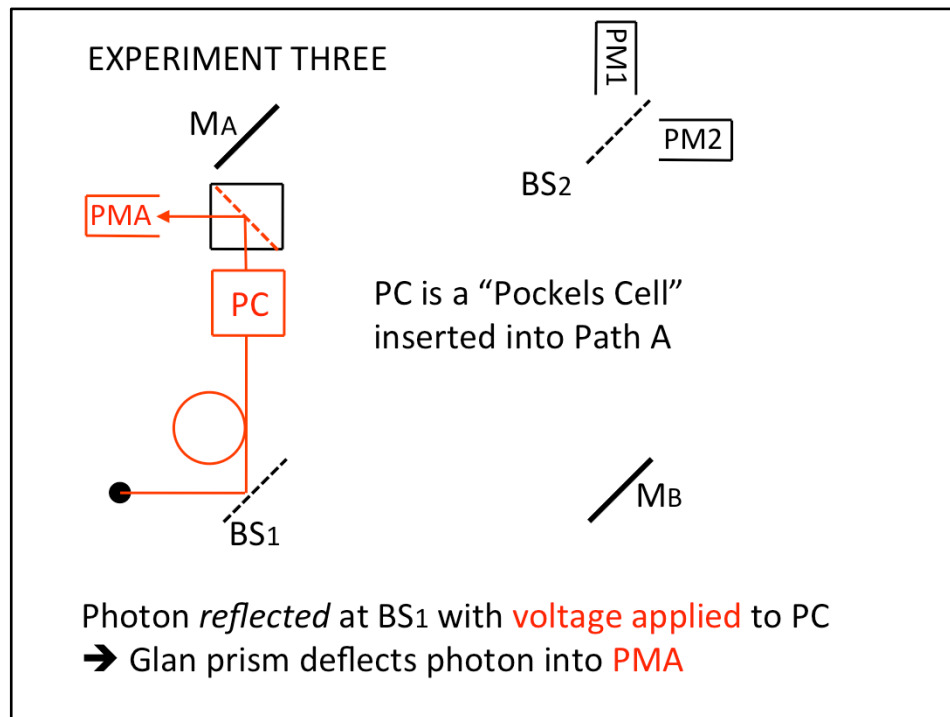 EXPERIMENT THREE
PM1
MA
PM2
BS2
PMA
PC
PC is a “Pockels Cell”
inserted into Path A
MB
BS1
Photon reflected at BS1 with voltage applied to PC
➔ Glan prism deflects photon into PMA